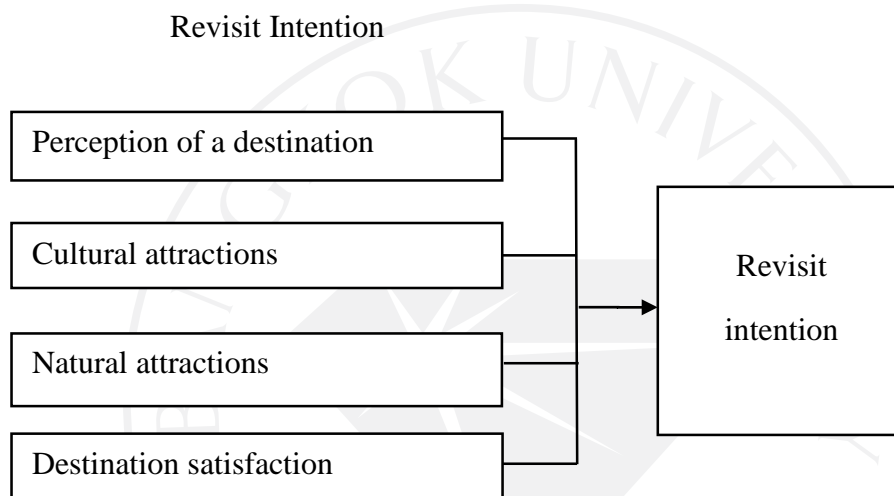 Revisit Intention
Perception of a destination
Cultural attractions
Natural attractions
Destination satisfaction
Revisit
intention